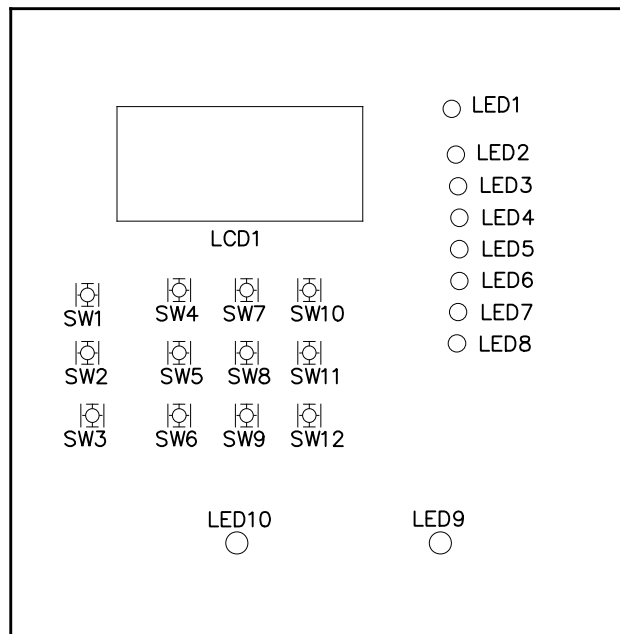 LED1
LED2
LED3
LED4
LED5
LED6
LED7
LED8
LCD1
SW1 SW4 SW7 SW10
SW2 SW5 SW8 SW11
SW3 SW6 SW9 SW12
LED10 LED9